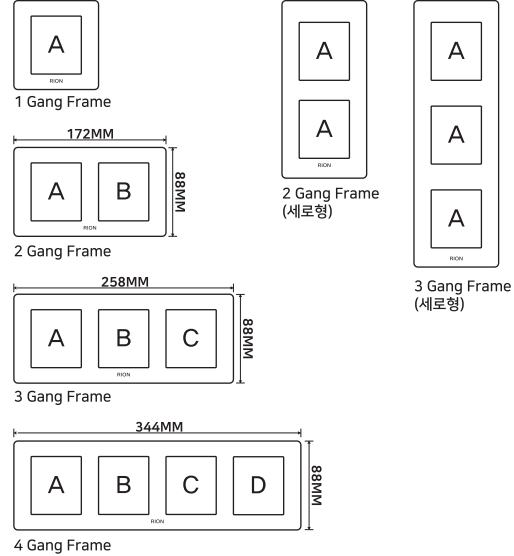 A
RION
1 Gang Frame
172MM
A B
88MM
RION
2 Gang Frame
258MM
A B C
88MM
RION
3 Gang Frame
344MM
A B C D
88MM
RION
4 Gang Frame
A
A
RION
2 Gang Frame
(세로형)
A
A
A
RION
3 Gang Frame
(세로형)